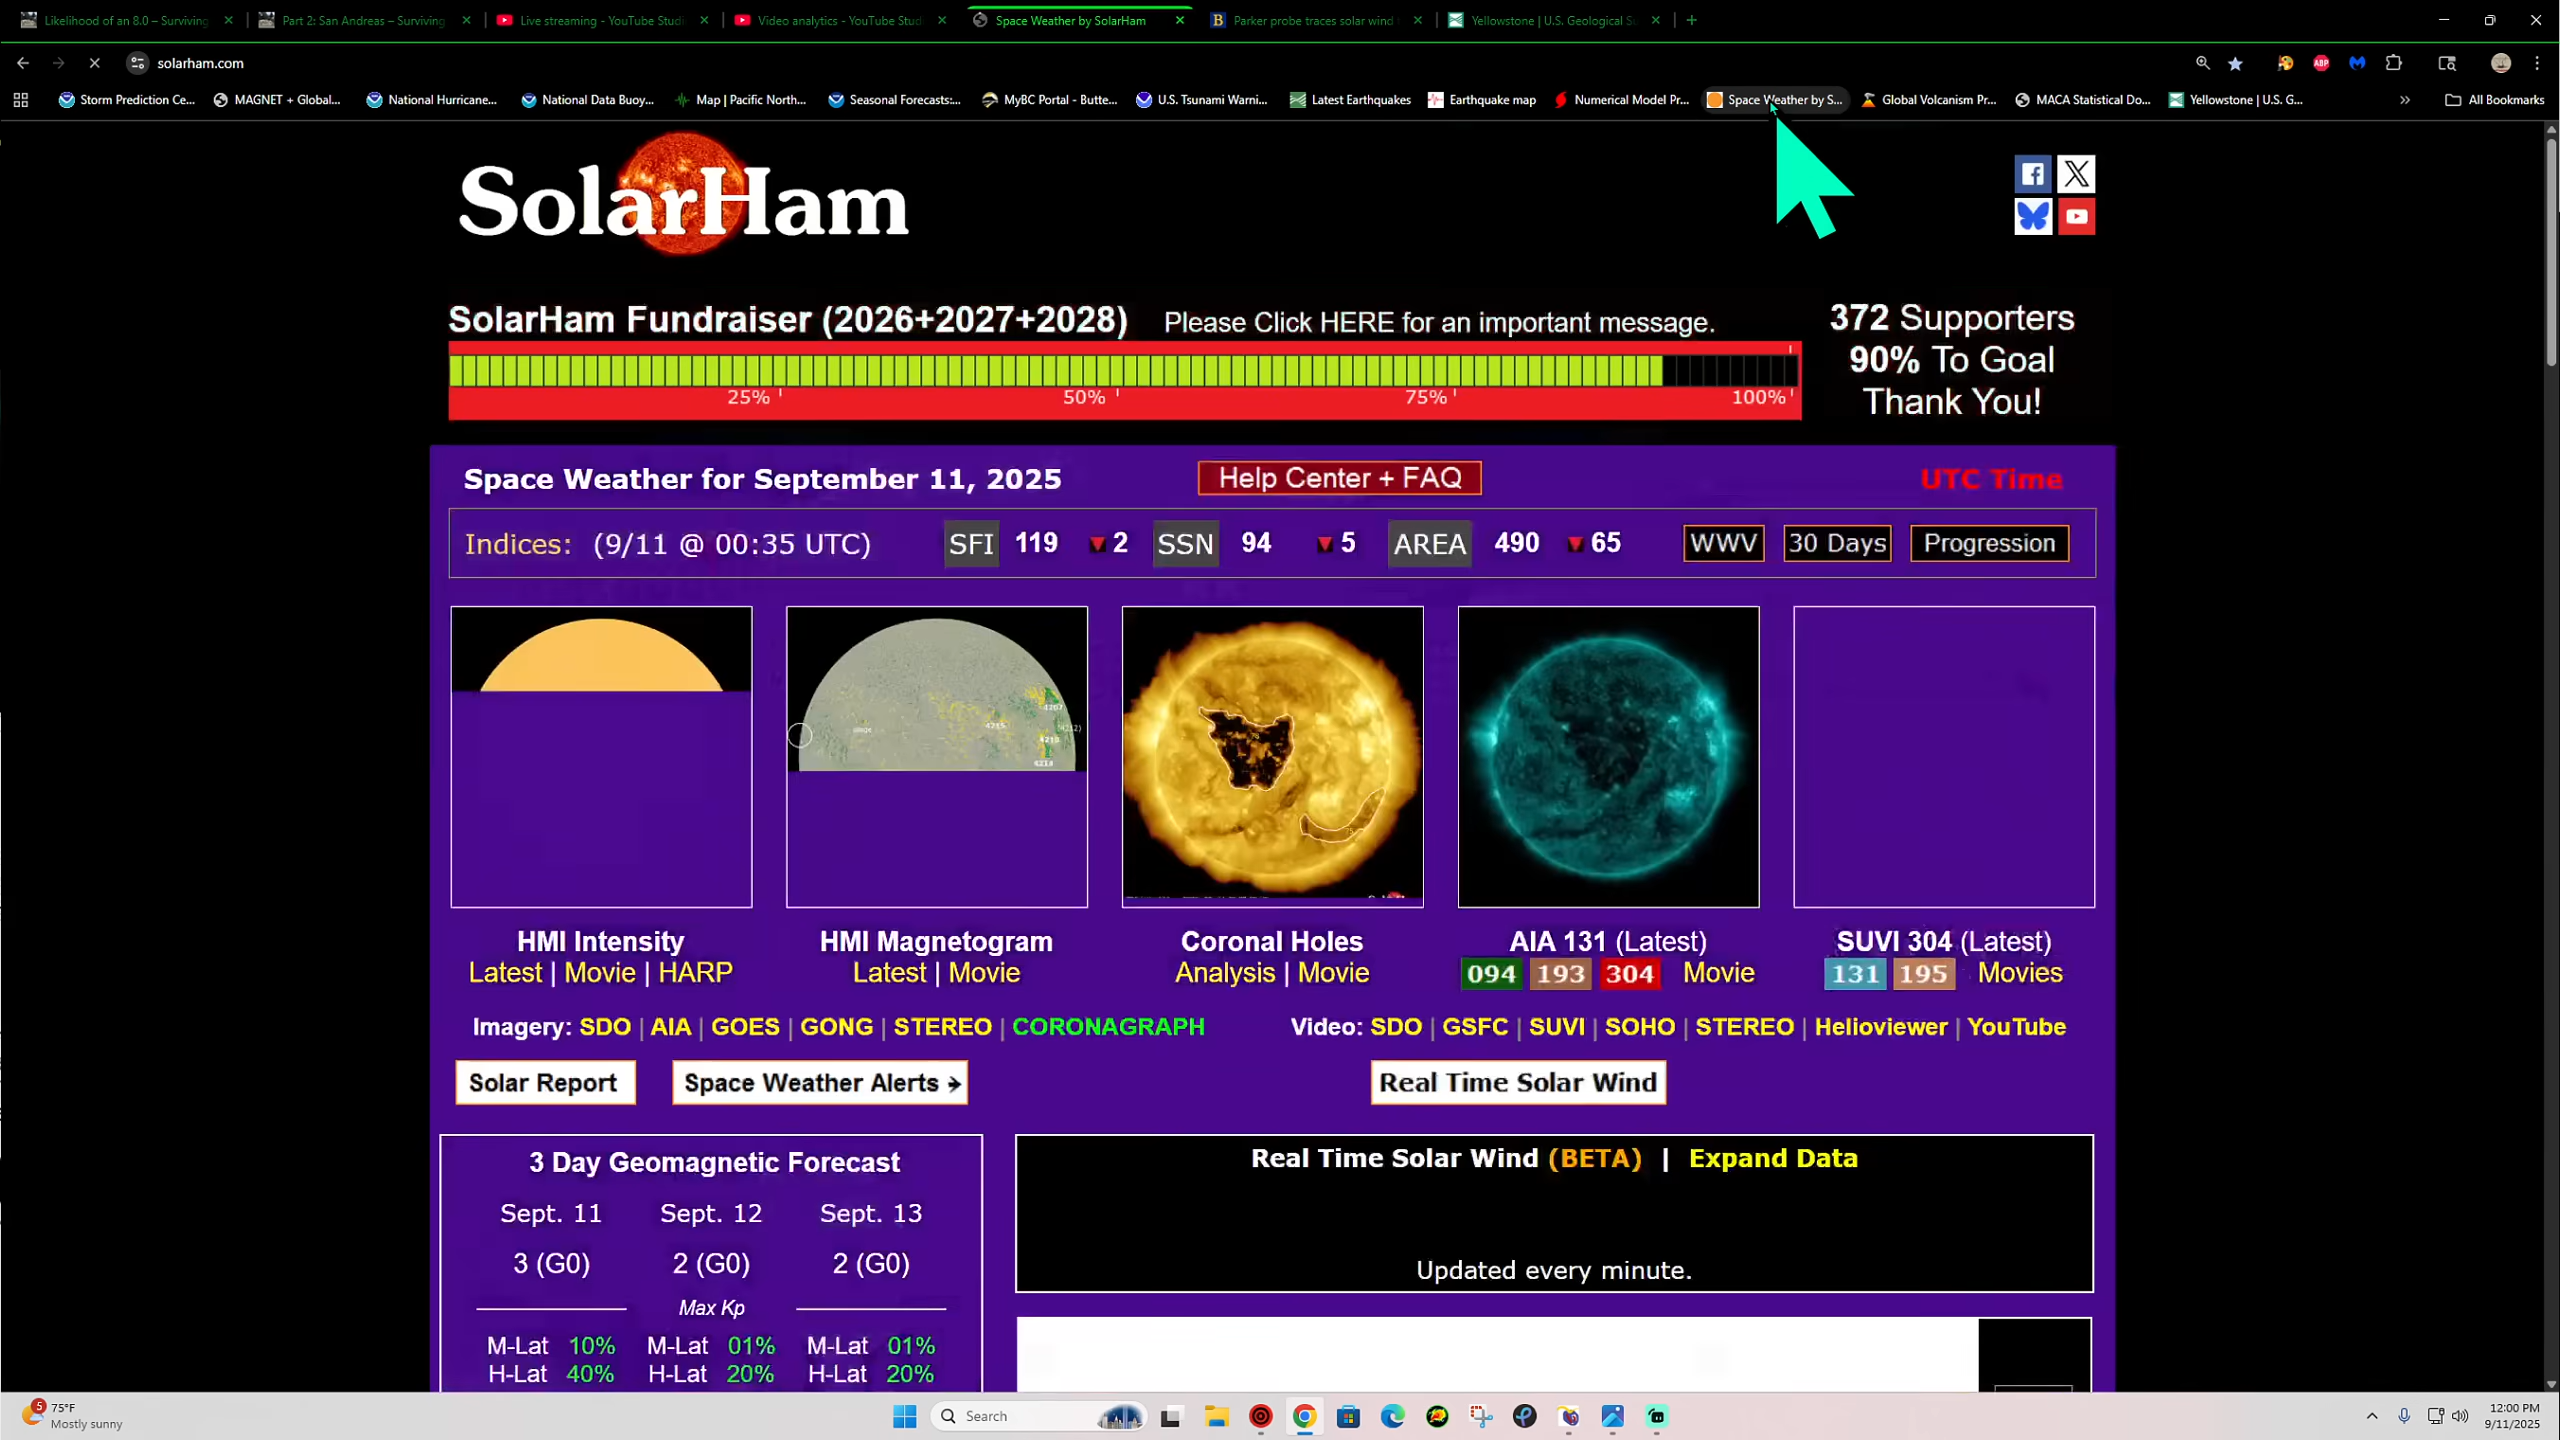 Likelihood of an 8.0 – Surviving
Part 2: San Andreas – Surviving
Live streaming - YouTube Studi
Video analytics - YouTube Stud
Space Weather by SolarHam
Parker probe traces solar wind
Yellowstone | U.S. Geological S
solarham.com
Storm Prediction Ce...
MAGNET + Global...
National Hurricane...
National Data Buoy...
Map | Pacific North...
Seasonal Forecasts:...
MyBC Portal - Butte...
U.S. Tsunami Warni...
Latest Earthquakes
Earthquake map
Numerical Model Pr...
Space Weather by S...
Global Volcanism Pr...
MACA Statistical Do...
Yellowstone | U.S. G...
All Bookmarks
SolarHam
SolarHam Fundraiser (2026+2027+2028)
Please Click HERE for an important message.
25%
50%
75%
100%
372 Supporters
90% To Goal
Thank You!
Space Weather for September 11, 2025
Help Center + FAQ
UTC Time
Indices: (9/11 @ 00:35 UTC)
SFI 119 ▼ 2 SSN 94 ▼ 5 AREA 490 ▼ 65
WWV
30 Days
Progression
HMI Intensity
Latest | Movie | HARP
HMI Magnetogram
Latest | Movie
Coronal Holes
Analysis | Movie
AIA 131 (Latest)
094 193 304 Movie
SUVI 304 (Latest)
131 195 Movies
Imagery: SDO | AIA | GOES | GONG | STEREO | CORONAGRAPH
Video: SDO | GSFC | SUVI | SOHO | STEREO | Helioviewer | YouTube
Solar Report
Space Weather Alerts →
Real Time Solar Wind
3 Day Geomagnetic Forecast
Sept. 11 Sept. 12 Sept. 13
3 (G0) 2 (G0) 2 (G0)
Max Kp
M-Lat 10% M-Lat 01% M-Lat 01%
H-Lat 40% H-Lat 20% H-Lat 20%
Real Time Solar Wind (BETA) | Expand Data
Updated every minute.
5
75°F
Mostly sunny
Search
12:00 PM
9/11/2025